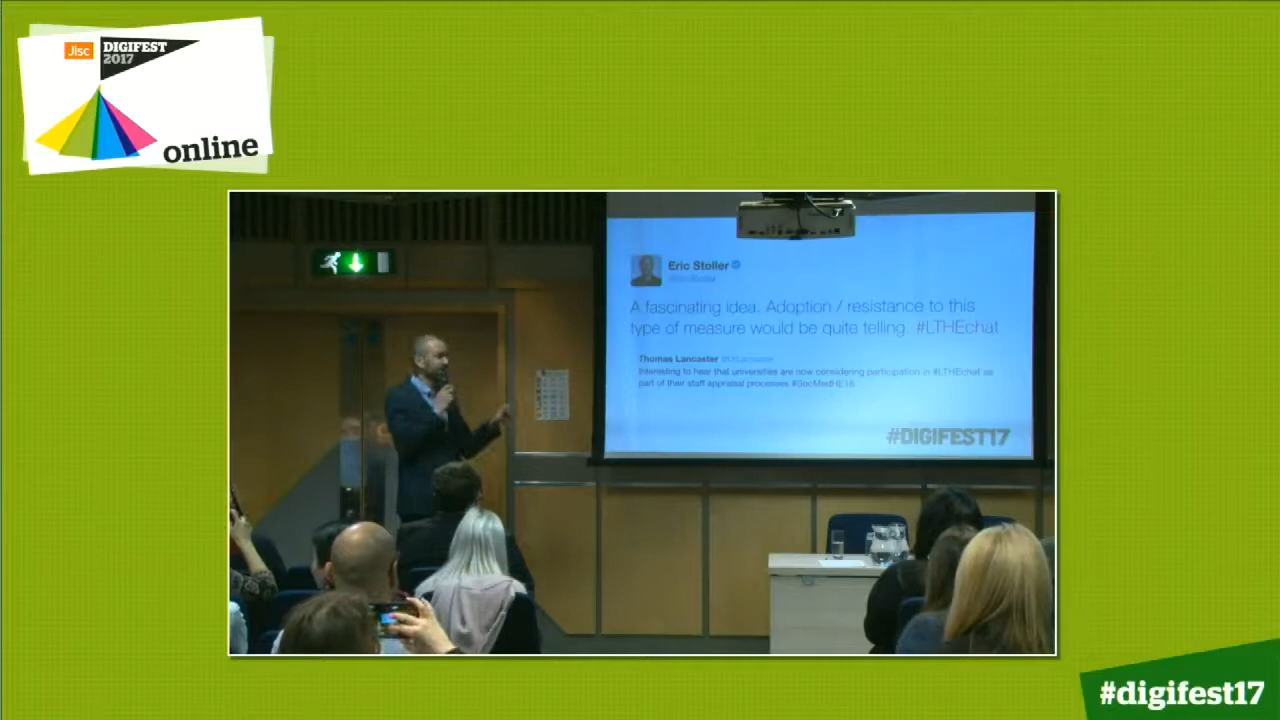 Jisc
DIGIFEST
2017
online
Eric Stoller
A fascinating idea. Adoption / resistance to this
type of measure would be quite telling. #LTHEchat
Thomas Lancaster
Interesting to hear that universities are now considering participation in #LTHEchat as
part of their staff appraisal processes #SocMedHE16
#DIGIFEST17
#digifest17